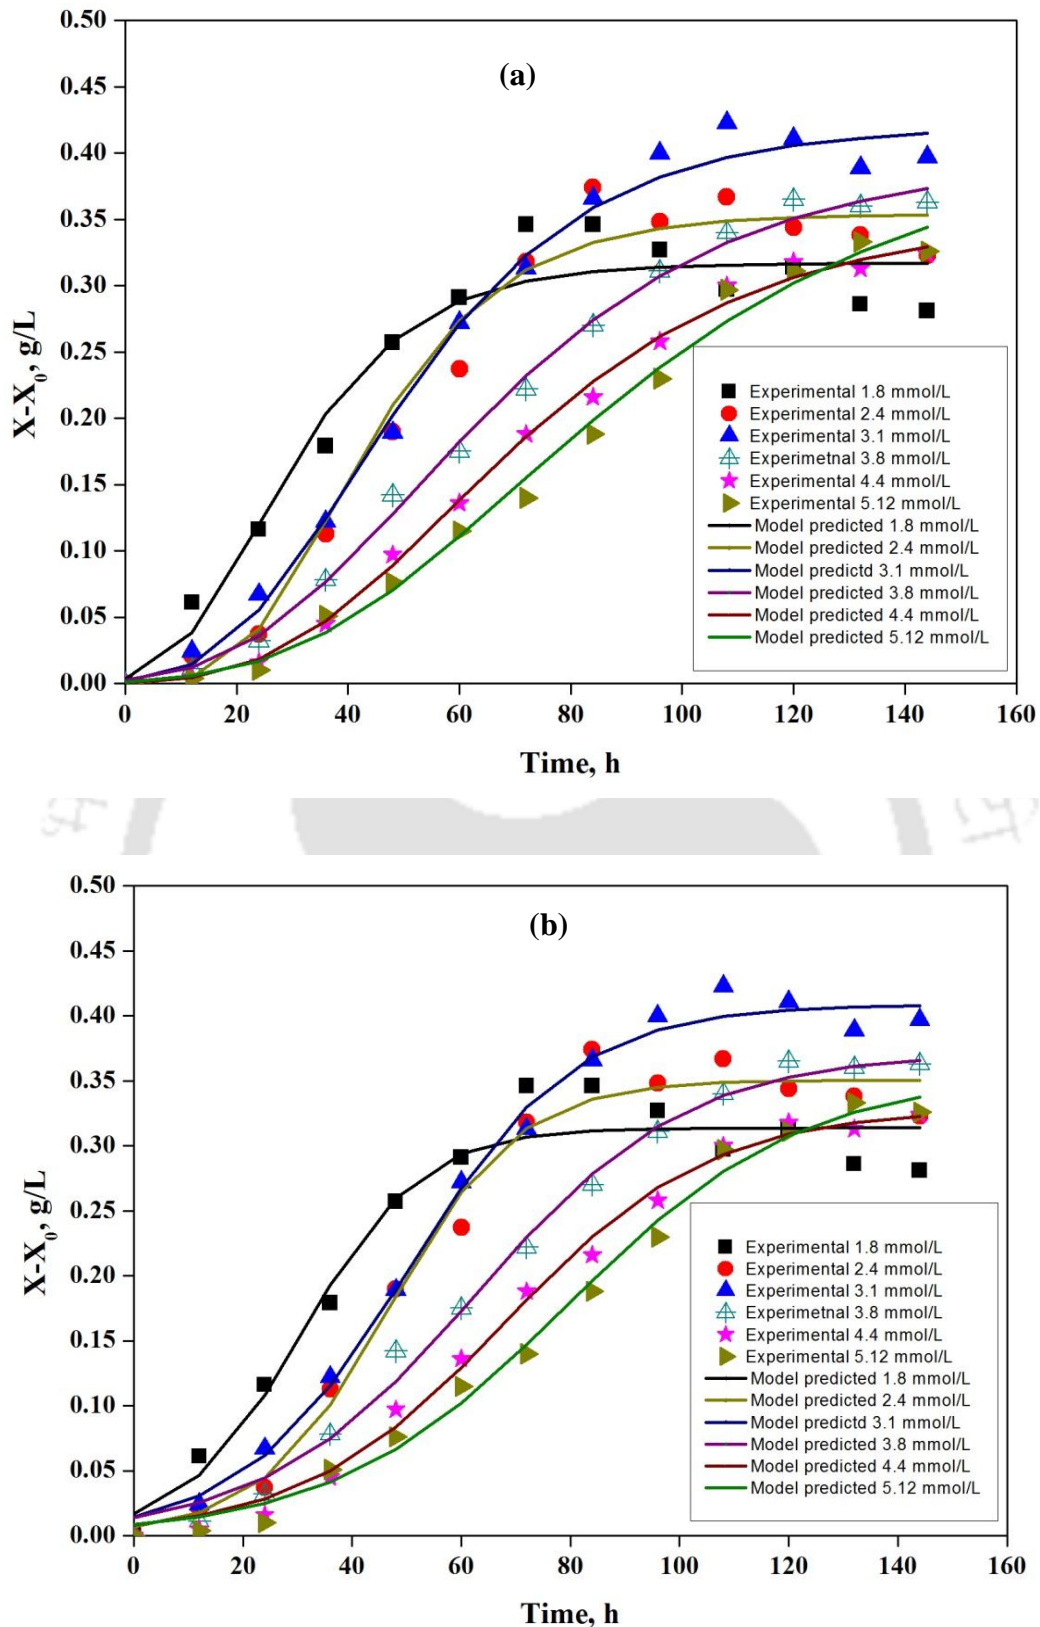 (a)
X-X0, g/L
0.50
0.45
0.40
0.35
0.30
0.25
0.20
0.15
0.10
0.05
0.00
Experimental 1.8 mmol/L
Experimental 2.4 mmol/L
Experimental 3.1 mmol/L
Experimetnal 3.8 mmol/L
Experimental 4.4 mmol/L
Experimental 5.12 mmol/L
Model predicted 1.8 mmol/L
Model predicted 2.4 mmol/L
Model predictd 3.1 mmol/L
Model predicted 3.8 mmol/L
Model predicted 4.4 mmol/L
Model predicted 5.12 mmol/L
0 20 40 60 80 100 120 140 160
Time, h
(b)
X-X0, g/L
0.50
0.45
0.40
0.35
0.30
0.25
0.20
0.15
0.10
0.05
0.00
Experimental 1.8 mmol/L
Experimental 2.4 mmol/L
Experimental 3.1 mmol/L
Experimetnal 3.8 mmol/L
Experimental 4.4 mmol/L
Experimental 5.12 mmol/L
Model predicted 1.8 mmol/L
Model predicted 2.4 mmol/L
Model predictd 3.1 mmol/L
Model predicted 3.8 mmol/L
Model predicted 4.4 mmol/L
Model predicted 5.12 mmol/L
0 20 40 60 80 100 120 140 160
Time, h